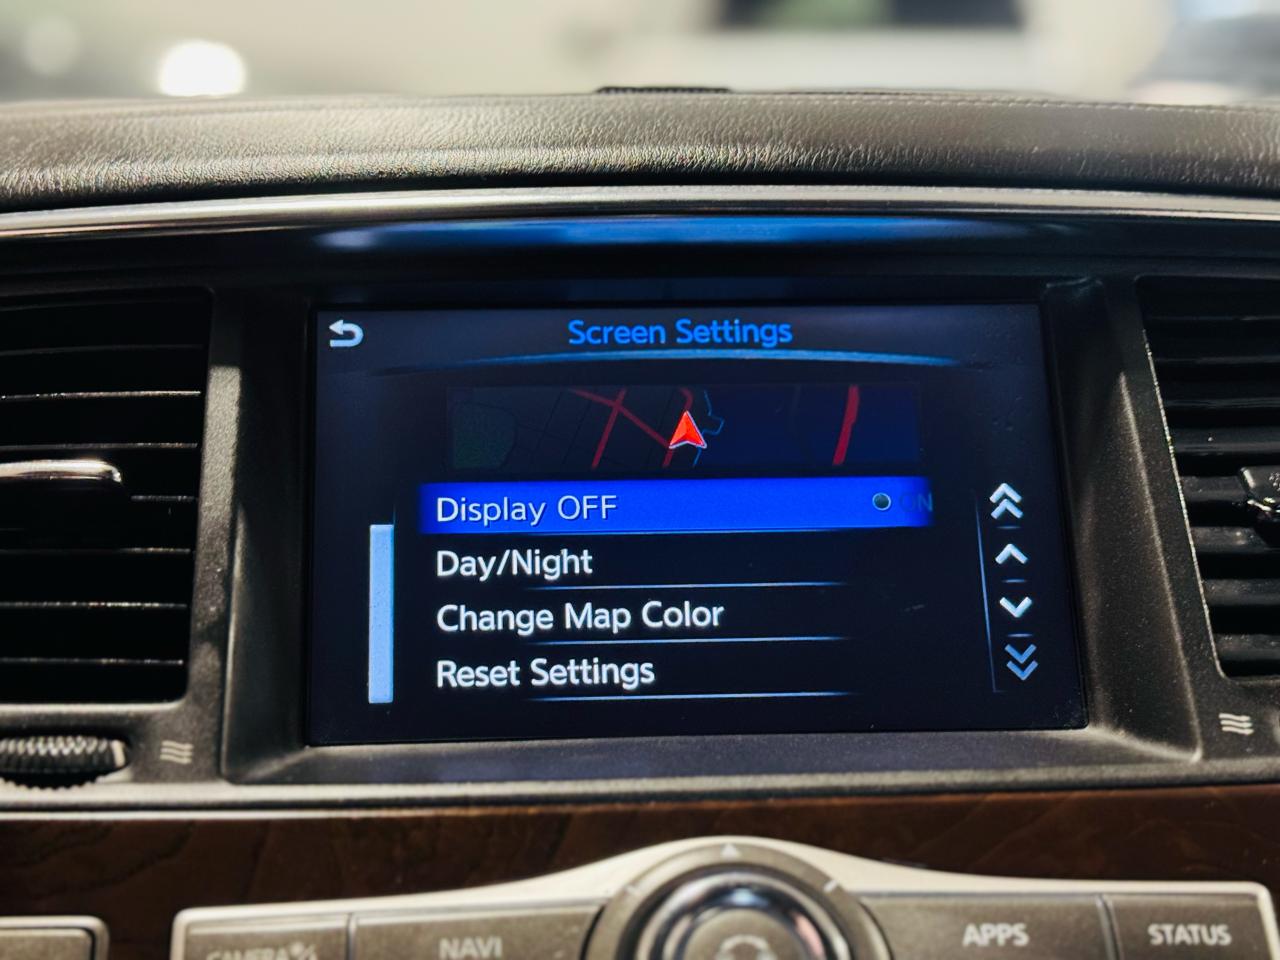 Screen Settings
Display OFF ON
Day/Night
Change Map Color
Reset Settings
CAMERA
NAVI
APPS
STATUS